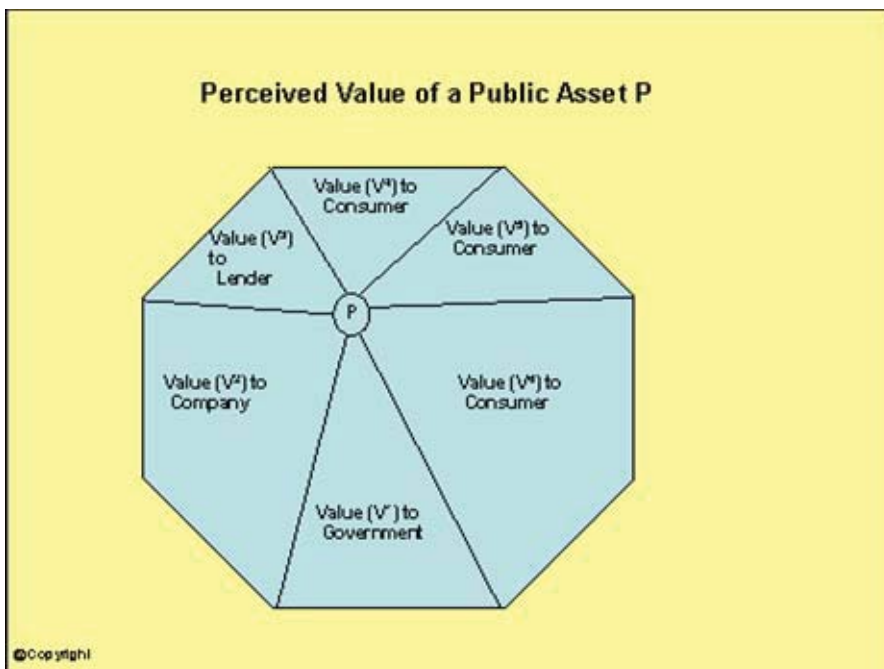 Perceived Value of a Public Asset P
Value (V⁴) to
Consumer
Value (V⁵) to
Consumer
Value (V³)
to
Lender
P
Value (V²) to
Company
Value (Vⁿ) to
Consumer
Value (V¹) to
Government
©Copyright